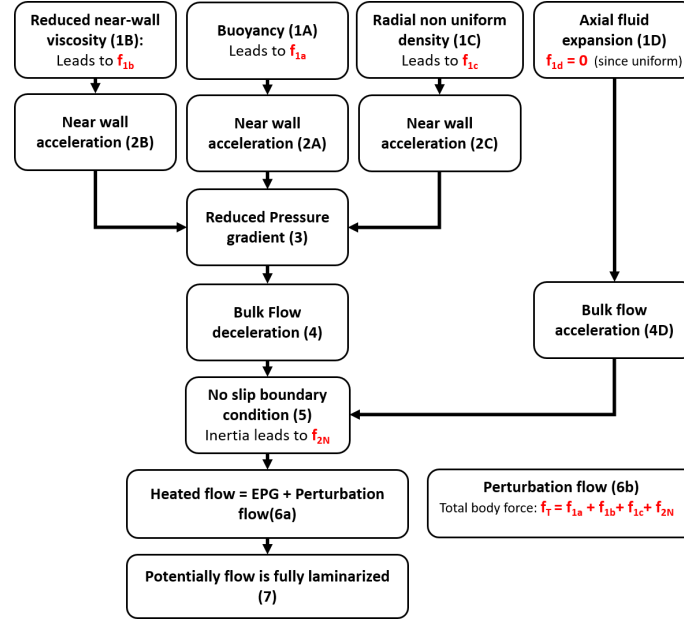 Reduced near-wall
viscosity (1B):
Leads to f1b
Buoyancy (1A)
Leads to f1a
Radial non uniform
density (1C)
Leads to f1c
Axial fluid
expansion (1D)
f1d = 0 (since uniform)
Near wall
acceleration (2B)
Near wall
acceleration (2A)
Near wall
acceleration (2C)
Reduced Pressure
gradient (3)
Bulk Flow
deceleration (4)
Bulk flow
acceleration (4D)
No slip boundary
condition (5)
Inertia leads to f2N
Heated flow = EPG + Perturbation
flow(6a)
Perturbation flow (6b)
Total body force: fT = f1a + f1b+ f1c+ f2N
Potentially flow is fully laminarized
(7)